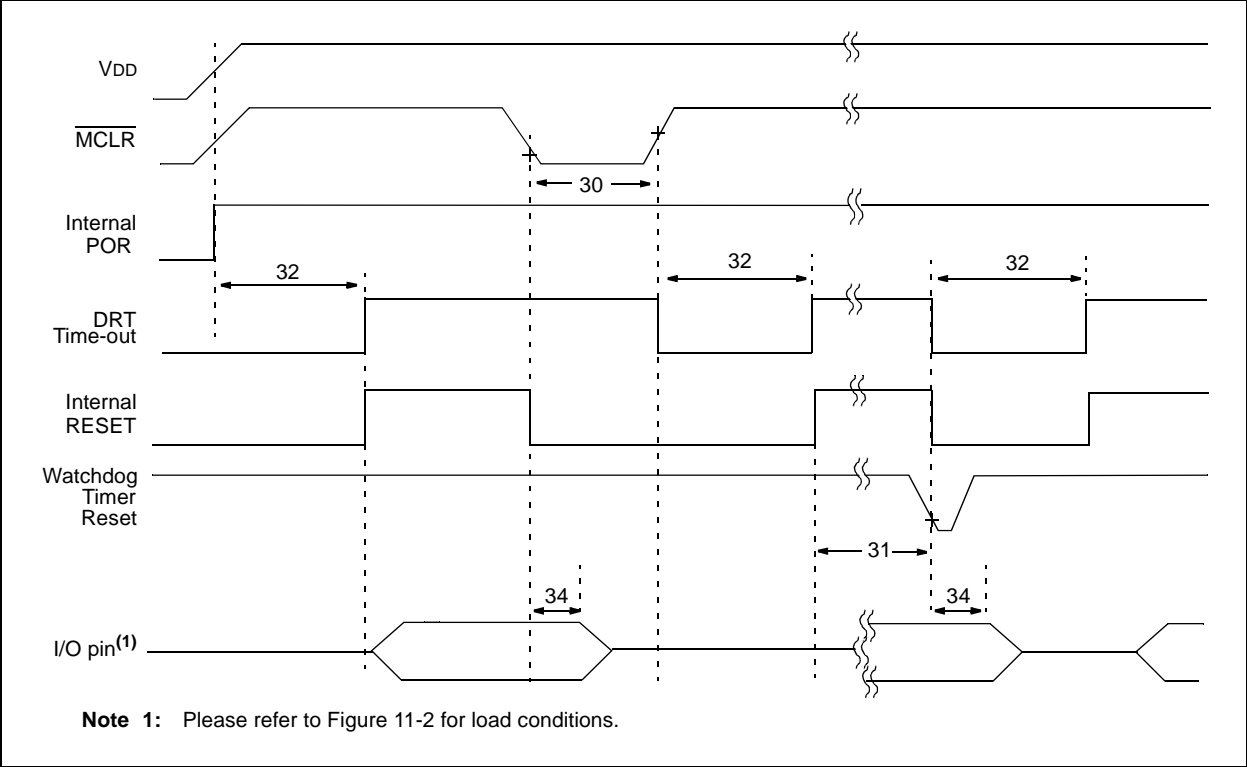 VDD
MCLR
30
Internal
POR
32
32
32
DRT
Time-out
Internal
RESET
Watchdog
Timer
Reset
31
34
34
I/O pin(1)
Note 1: Please refer to Figure 11-2 for load conditions.